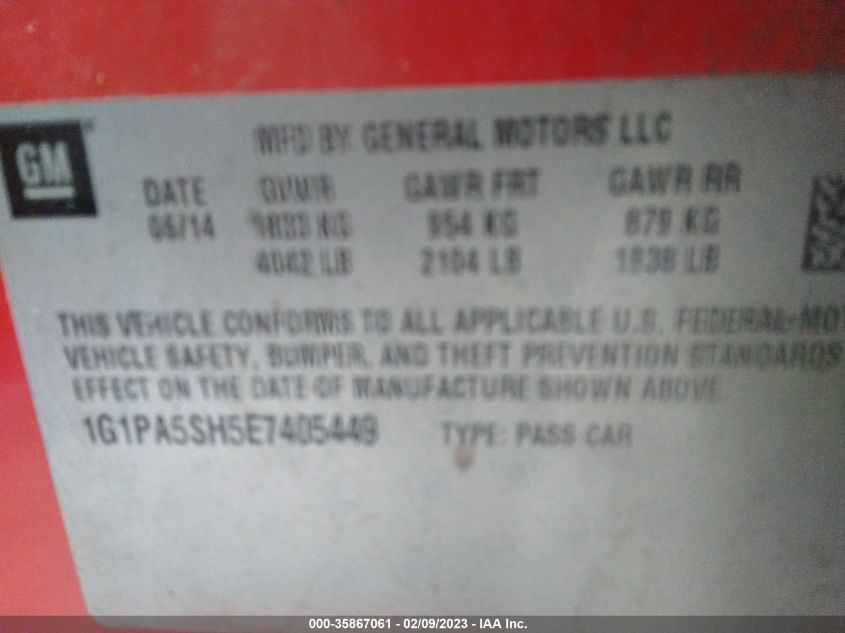 GM
MFD BY GENERAL MOTORS LLC
DATE GVWR GAWR FRT GAWR RR
06/14 1833 KG 954 KG 879 KG
4042 LB 2104 LB 1938 LB
THIS VEHICLE CONFORMS TO ALL APPLICABLE U.S. FEDERAL MOT
VEHICLE SAFETY, BUMPER, AND THEFT PREVENTION STANDARDS
EFFECT ON THE DATE OF MANUFACTURE SHOWN ABOVE.
1G1PA5SH5E7405449 TYPE: PASS CAR
000-35867061 - 02/09/2023 - IAA Inc.